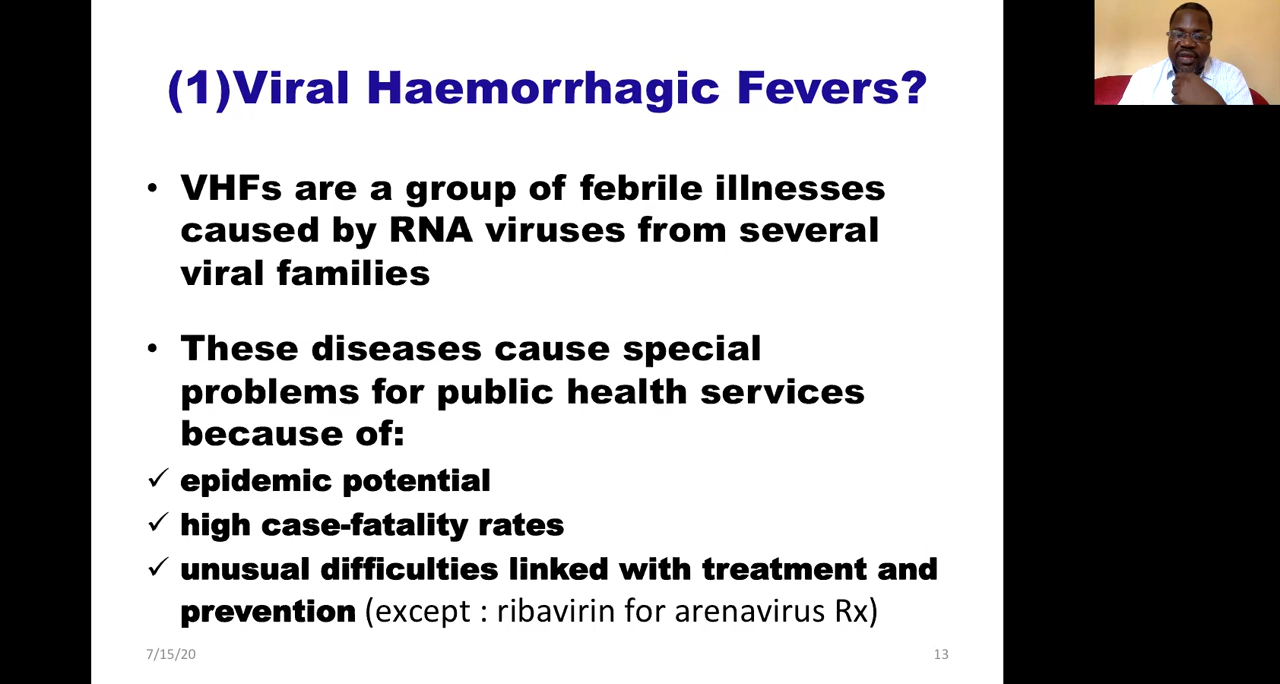 (1)Viral Haemorrhagic Fevers?
• VHFs are a group of febrile illnesses
caused by RNA viruses from several
viral families
• These diseases cause special
problems for public health services
because of:
✓ epidemic potential
✓ high case-fatality rates
✓ unusual difficulties linked with treatment and
prevention (except : ribavirin for arenavirus Rx)
7/15/20
13